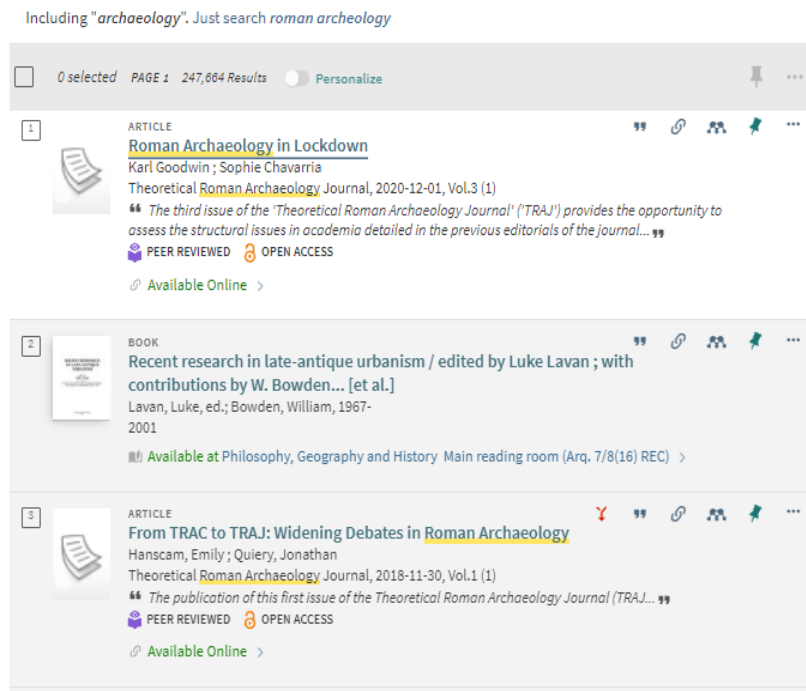 Including "archaeology". Just search roman archeology
0 selected PAGE 1 247,664 Results Personalize
1
ARTICLE
Roman Archaeology in Lockdown
Karl Goodwin ; Sophie Chavarria
Theoretical Roman Archaeology Journal, 2020-12-01, Vol.3 (1)
“ The third issue of the 'Theoretical Roman Archaeology Journal' ('TRAJ') provides the opportunity to
assess the structural issues in academia detailed in the previous editorials of the journal... ”
PEER REVIEWED OPEN ACCESS
Available Online
2
BOOK
Recent research in late-antique urbanism / edited by Luke Lavan ; with
contributions by W. Bowden... [et al.]
Lavan, Luke, ed.; Bowden, William, 1967-
2001
Available at Philosophy, Geography and History Main reading room (Arq. 7/8(16) REC)
3
ARTICLE
From TRAC to TRAJ: Widening Debates in Roman Archaeology
Hanscam, Emily ; Quiery, Jonathan
Theoretical Roman Archaeology Journal, 2018-11-30, Vol.1 (1)
“ The publication of this first issue of the Theoretical Roman Archaeology Journal (TRAJ... ”
PEER REVIEWED OPEN ACCESS
Available Online